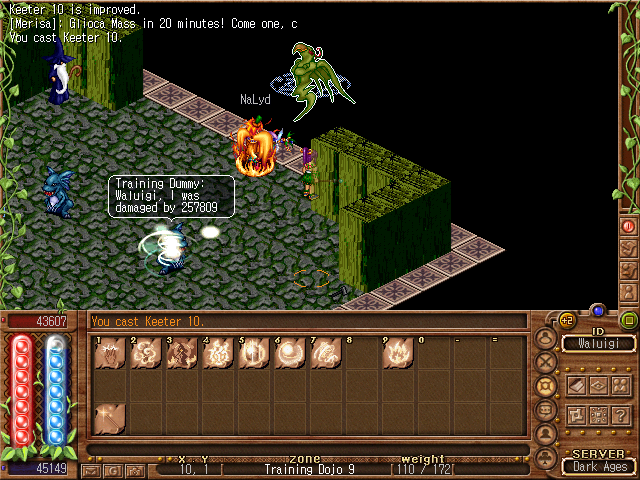 Keeter 10 is improved.
[Merisa]: Glioca Mass in 20 minutes! Come one, c
You cast Keeter 10.
NaLyd
Training Dummy:
Waluigi, I was
damaged by 257809
43607
You cast Keeter 10.
+2
ID
Waluigi
1 2 3 4 5 6 7 8 9 0 - =
?
SERVER
Dark Ages
x, Y zone weight
45149
G
10, 1 [ Training Dojo 9 ] [110 / 172[